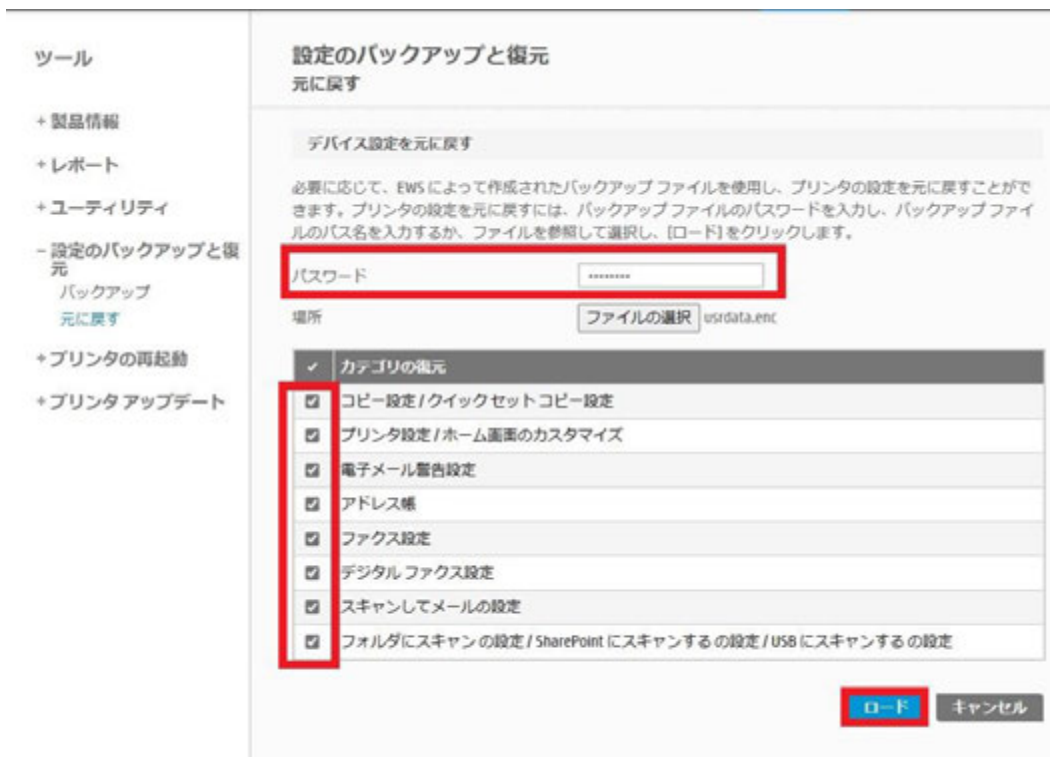 ツール
+ 製品情報
+ レポート
+ ユーティリティ
- 設定のバックアップと復
元
バックアップ
元に戻す
+ プリンタの再起動
+ プリンタ アップデート
設定のバックアップと復元
元に戻す
デバイス設定を元に戻す
必要に応じて、EWS によって作成されたバックアップ ファイルを使用し、プリンタの設定を元に戻すことがで
きます。プリンタの設定を元に戻すには、バックアップ ファイルのパスワードを入力し、バックアップ ファイ
ルのパス名を入力するか、ファイルを参照して選択し、[ロード] をクリックします。
パスワード ........
場所 ファイルの選択 usrdata.enc
カテゴリの復元
コピー設定 / クイック セット コピー設定
プリンタ設定 / ホーム画面のカスタマイズ
電子メール警告設定
アドレス帳
ファクス設定
デジタル ファクス設定
スキャンしてメールの設定
フォルダにスキャン の設定 / SharePoint にスキャンする の設定 / USB にスキャンする の設定
ロード キャンセル